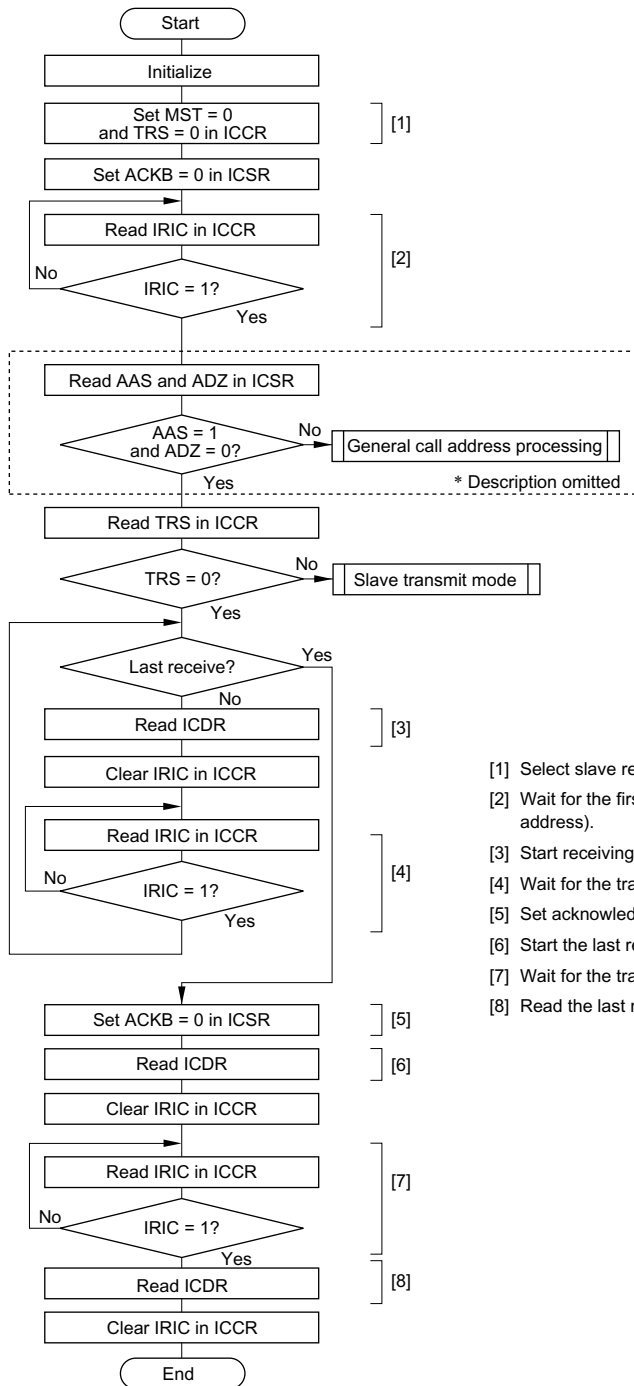 Start
Initialize
Set MST = 0
and TRS = 0 in ICCR
[1]
Set ACKB = 0 in ICSR
Read IRIC in ICCR
[2]
No
IRIC = 1?
Yes
Read AAS and ADZ in ICSR
AAS = 1
and ADZ = 0?
No
General call address processing
Yes
* Description omitted
Read TRS in ICCR
TRS = 0?
No
Slave transmit mode
Yes
Last receive?
Yes
No
Read ICDR
[3]
Clear IRIC in ICCR
Read IRIC in ICCR
[4]
No
IRIC = 1?
Yes
Set ACKB = 0 in ICSR
[5]
Read ICDR
[6]
Clear IRIC in ICCR
Read IRIC in ICCR
[7]
No
IRIC = 1?
Yes
Read ICDR
[8]
Clear IRIC in ICCR
End
[1] Select slave re
[2] Wait for the firs
address).
[3] Start receiving
[4] Wait for the tra
[5] Set acknowled
[6] Start the last re
[7] Wait for the tra
[8] Read the last r